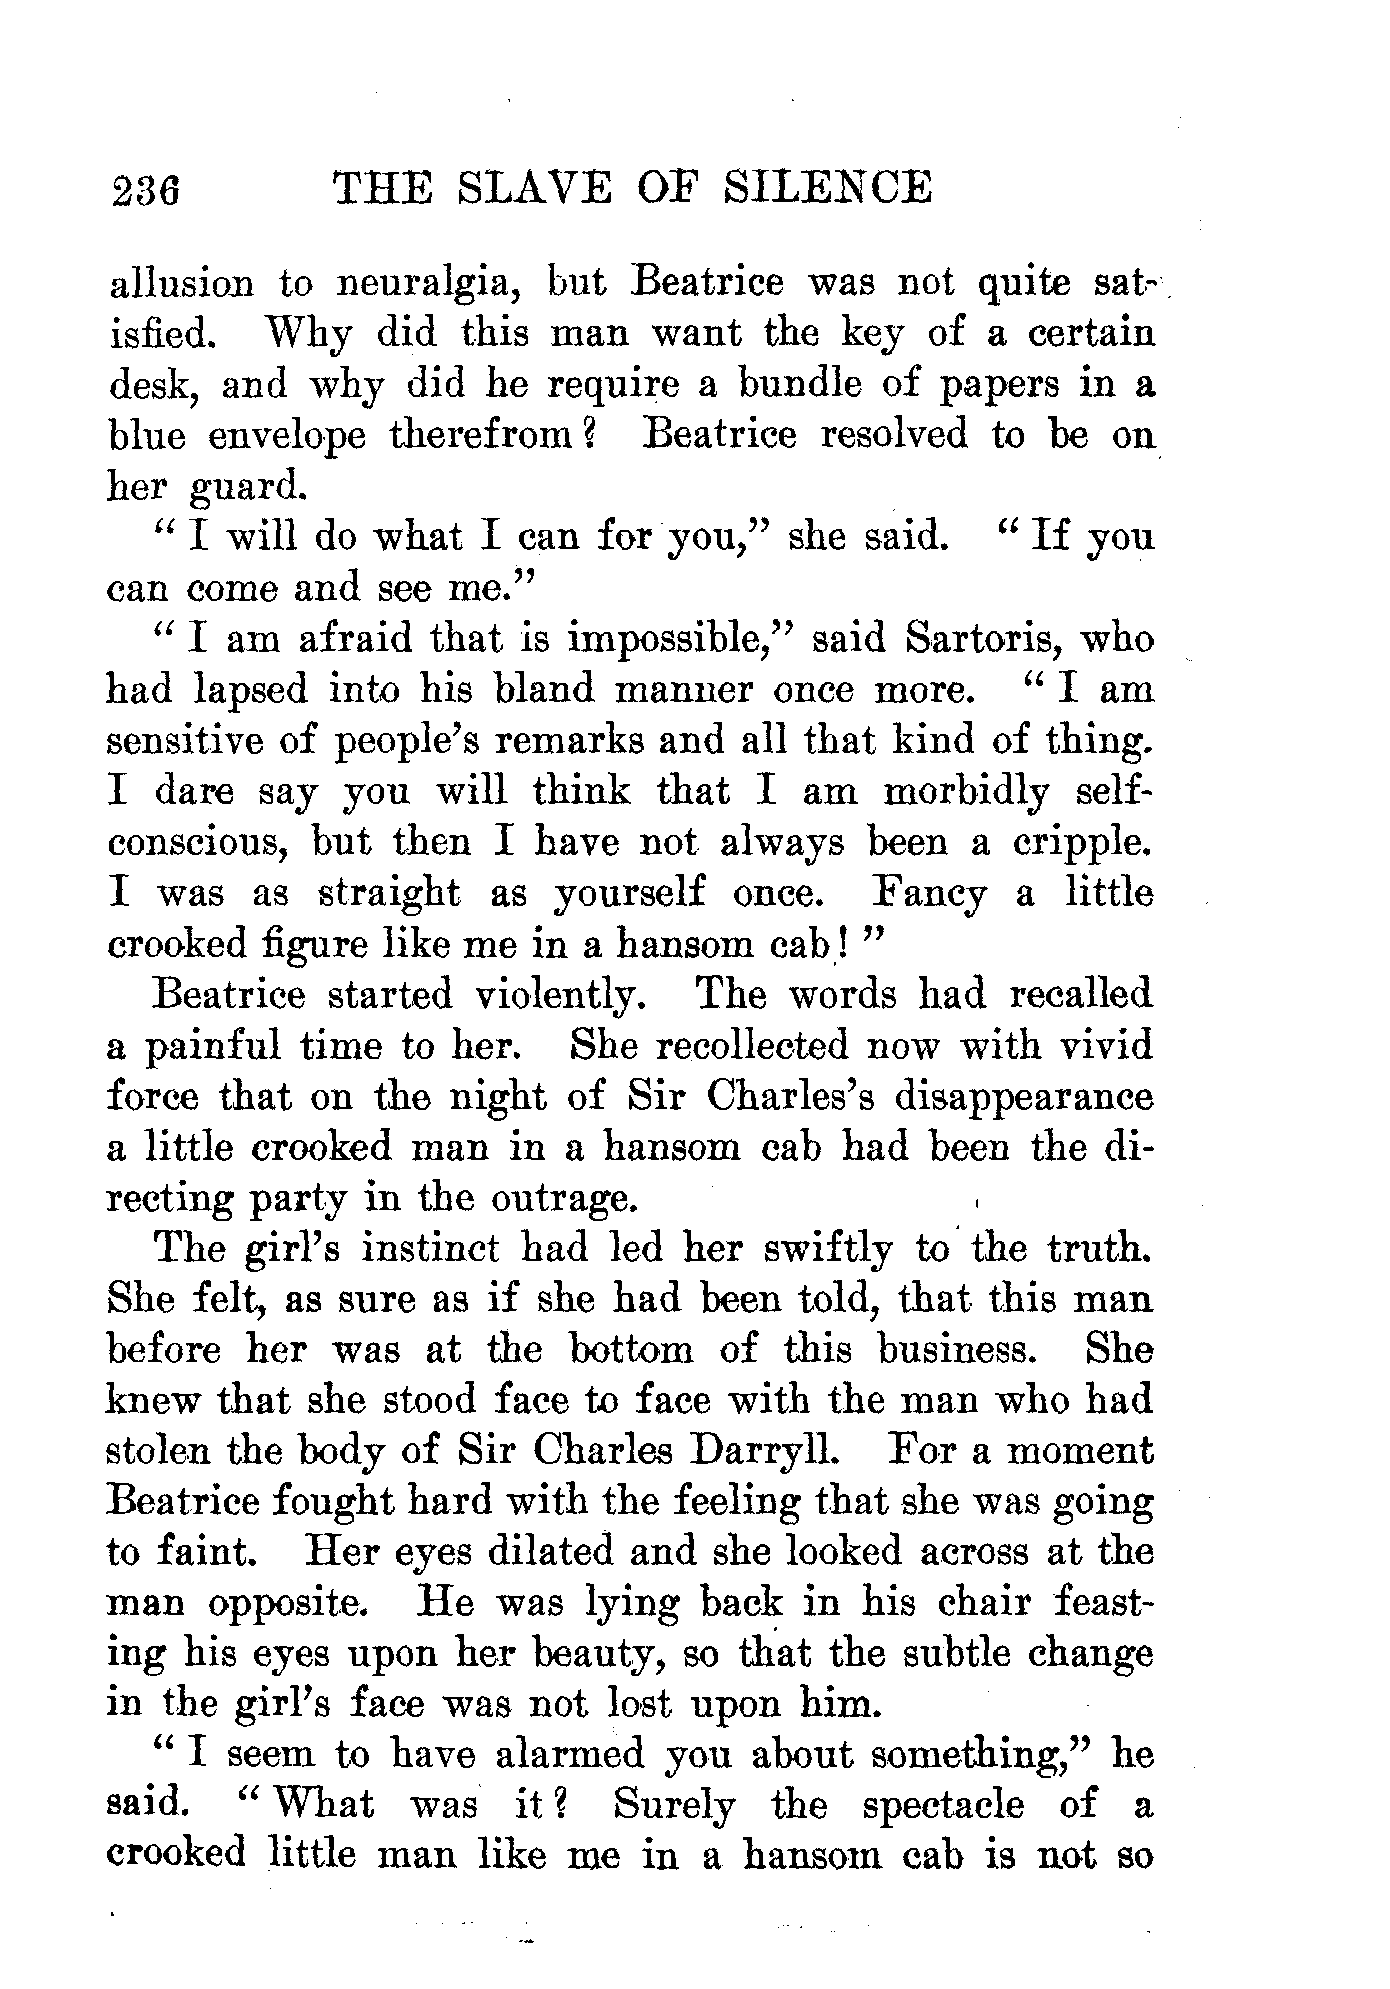 236 THE SLAVE OF SILENCE
allusion to neuralgia, but Beatrice was not quite sat-
isfied. Why did this man want the key of a certain
desk, and why did he require a bundle of papers in a
blue envelope therefrom? Beatrice resolved to be on
her guard.
" I will do what I can for you," she said. " If you
can come and see me."
" I am afraid that is impossible," said Sartoris, who
had lapsed into his bland manner once more. " I am
sensitive of people's remarks and all that kind of thing.
I dare say you will think that I am morbidly self-
conscious, but then I have not always been a cripple.
I was as straight as yourself once. Fancy a little
crooked figure like me in a hansom cab! "
Beatrice started violently. The words had recalled
a painful time to her. She recollected now with vivid
force that on the night of Sir Charles's disappearance
a little crooked man in a hansom cab had been the di-
recting party in the outrage.
The girl's instinct had led her swiftly to the truth.
She felt, as sure as if she had been told, that this man
before her was at the bottom of this business. She
knew that she stood face to face with the man who had
stolen the body of Sir Charles Darryll. For a moment
Beatrice fought hard with the feeling that she was going
to faint. Her eyes dilated and she looked across at the
man opposite. He was lying back in his chair feast-
ing his eyes upon her beauty, so that the subtle change
in the girl's face was not lost upon him.
" I seem to have alarmed you about something," he
said. " What was it? Surely the spectacle of a
crooked little man like me in a hansom cab is not so